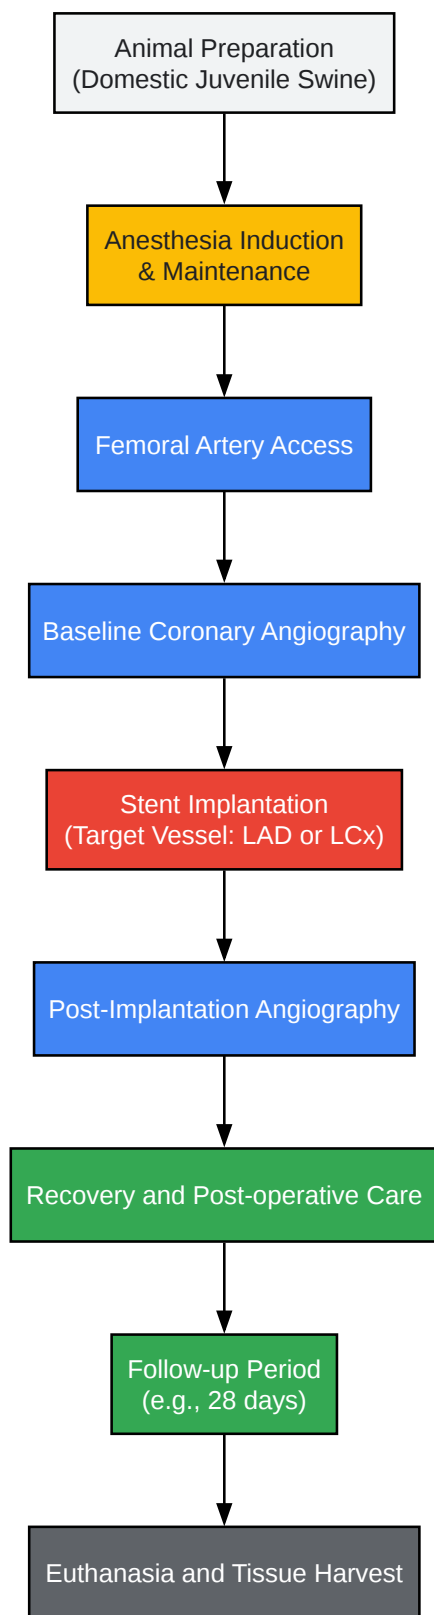 Animal Preparation
(Domestic Juvenile Swine)
Anesthesia Induction
& Maintenance
Femoral Artery Access
Baseline Coronary Angiography
Stent Implantation
(Target Vessel: LAD or LCx)
Post-Implantation Angiography
Recovery and Post-operative Care
Follow-up Period
(e.g., 28 days)
Euthanasia and Tissue Harvest